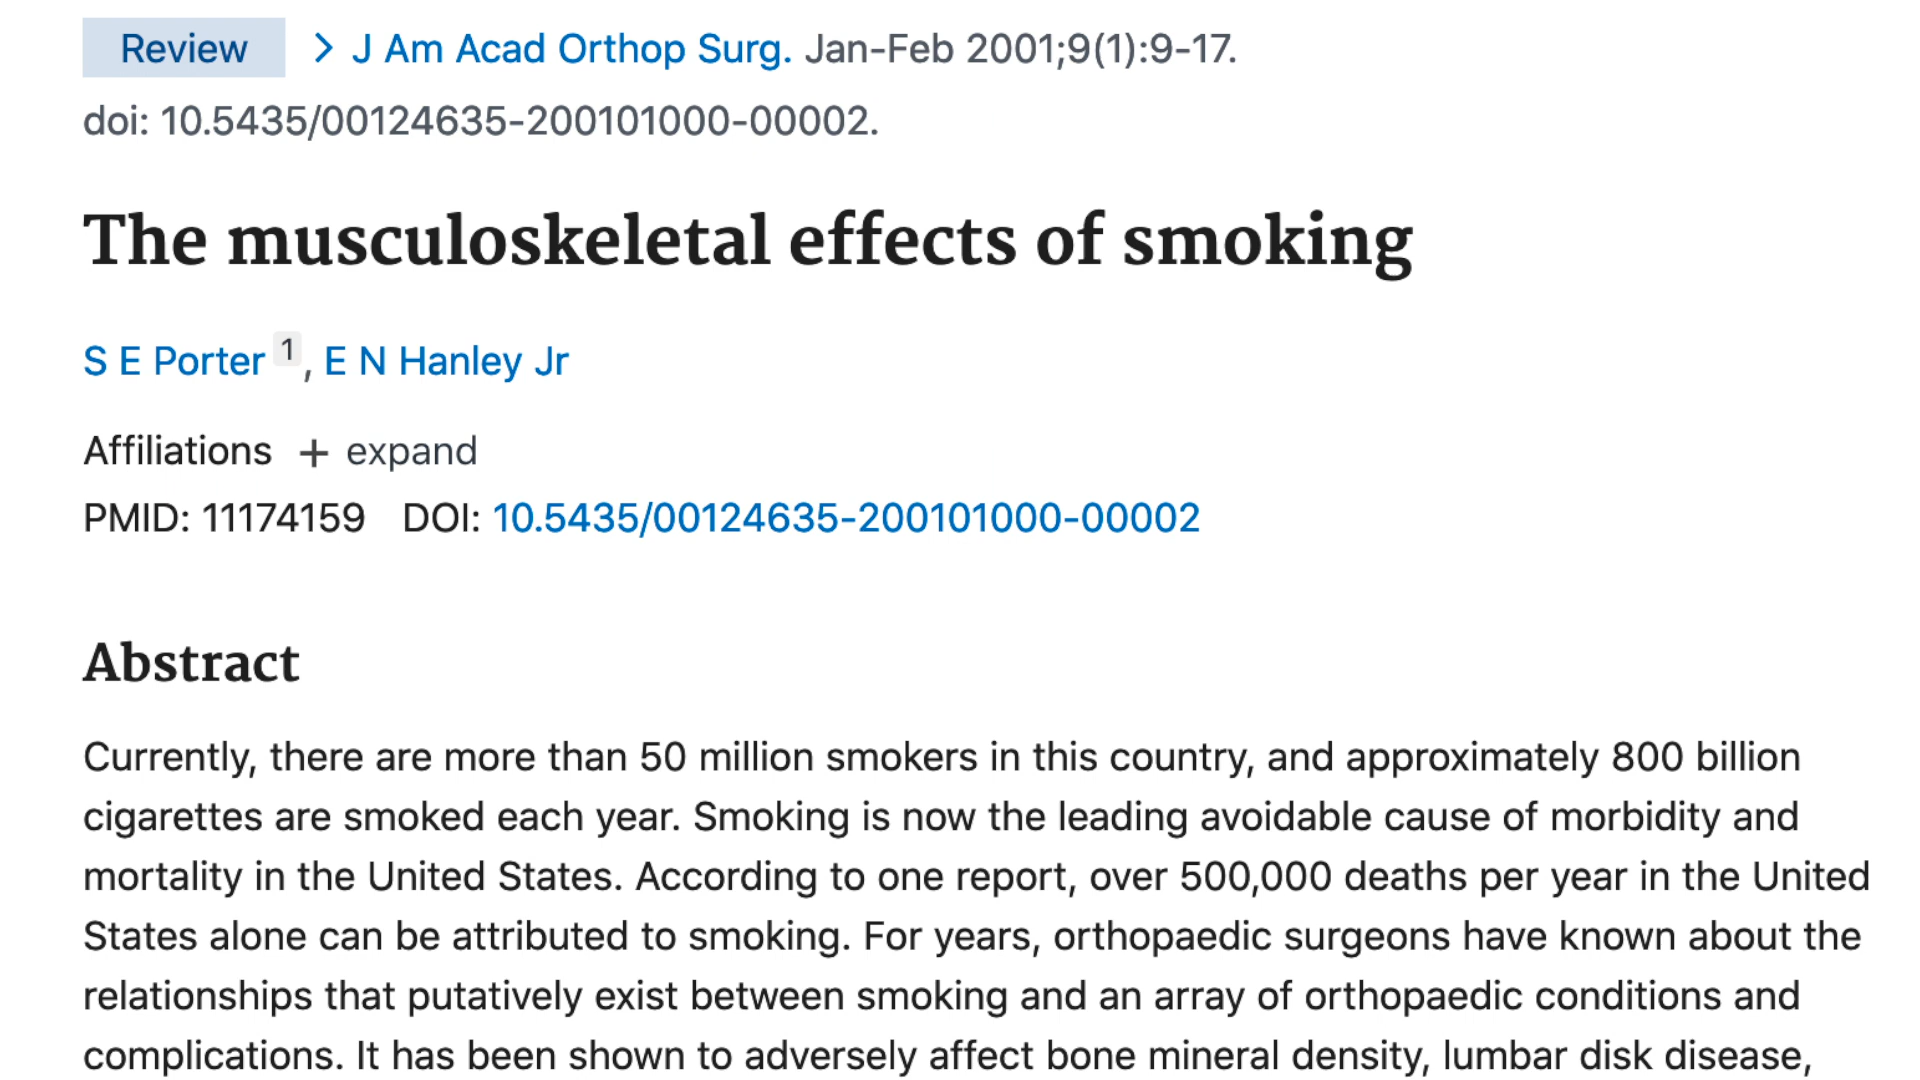 Review > J Am Acad Orthop Surg. Jan-Feb 2001;9(1):9-17.
doi: 10.5435/00124635-200101000-00002.
The musculoskeletal effects of smoking
S E Porter 1, E N Hanley Jr
Affiliations + expand
PMID: 11174159 DOI: 10.5435/00124635-200101000-00002
Abstract
Currently, there are more than 50 million smokers in this country, and approximately 800 billion
cigarettes are smoked each year. Smoking is now the leading avoidable cause of morbidity and
mortality in the United States. According to one report, over 500,000 deaths per year in the United
States alone can be attributed to smoking. For years, orthopaedic surgeons have known about the
relationships that putatively exist between smoking and an array of orthopaedic conditions and
complications. It has been shown to adversely affect bone mineral density, lumbar disk disease,